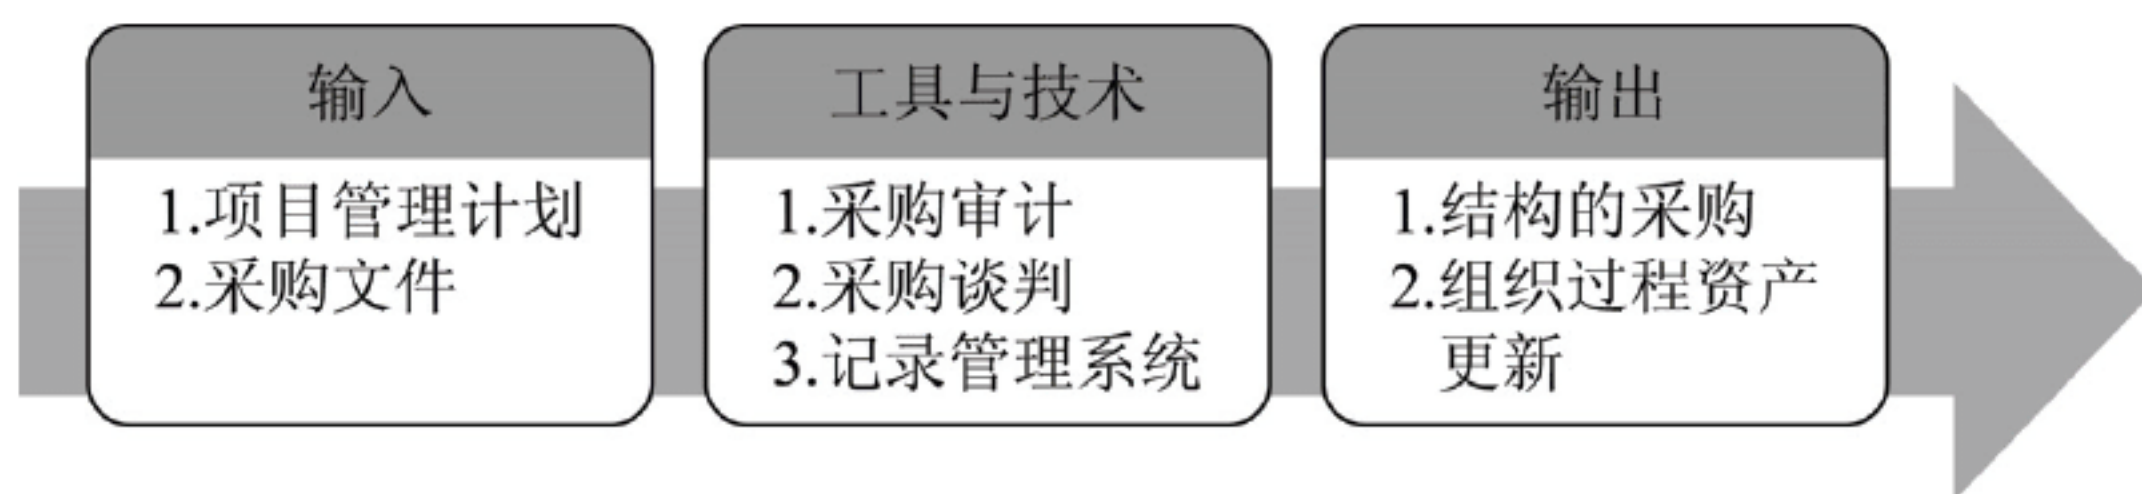 输入
1.项目管理计划
2.采购文件
工具与技术
1.采购审计
2.采购谈判
3.记录管理系统
输出
1.结构的采购
2.组织过程资产
更新